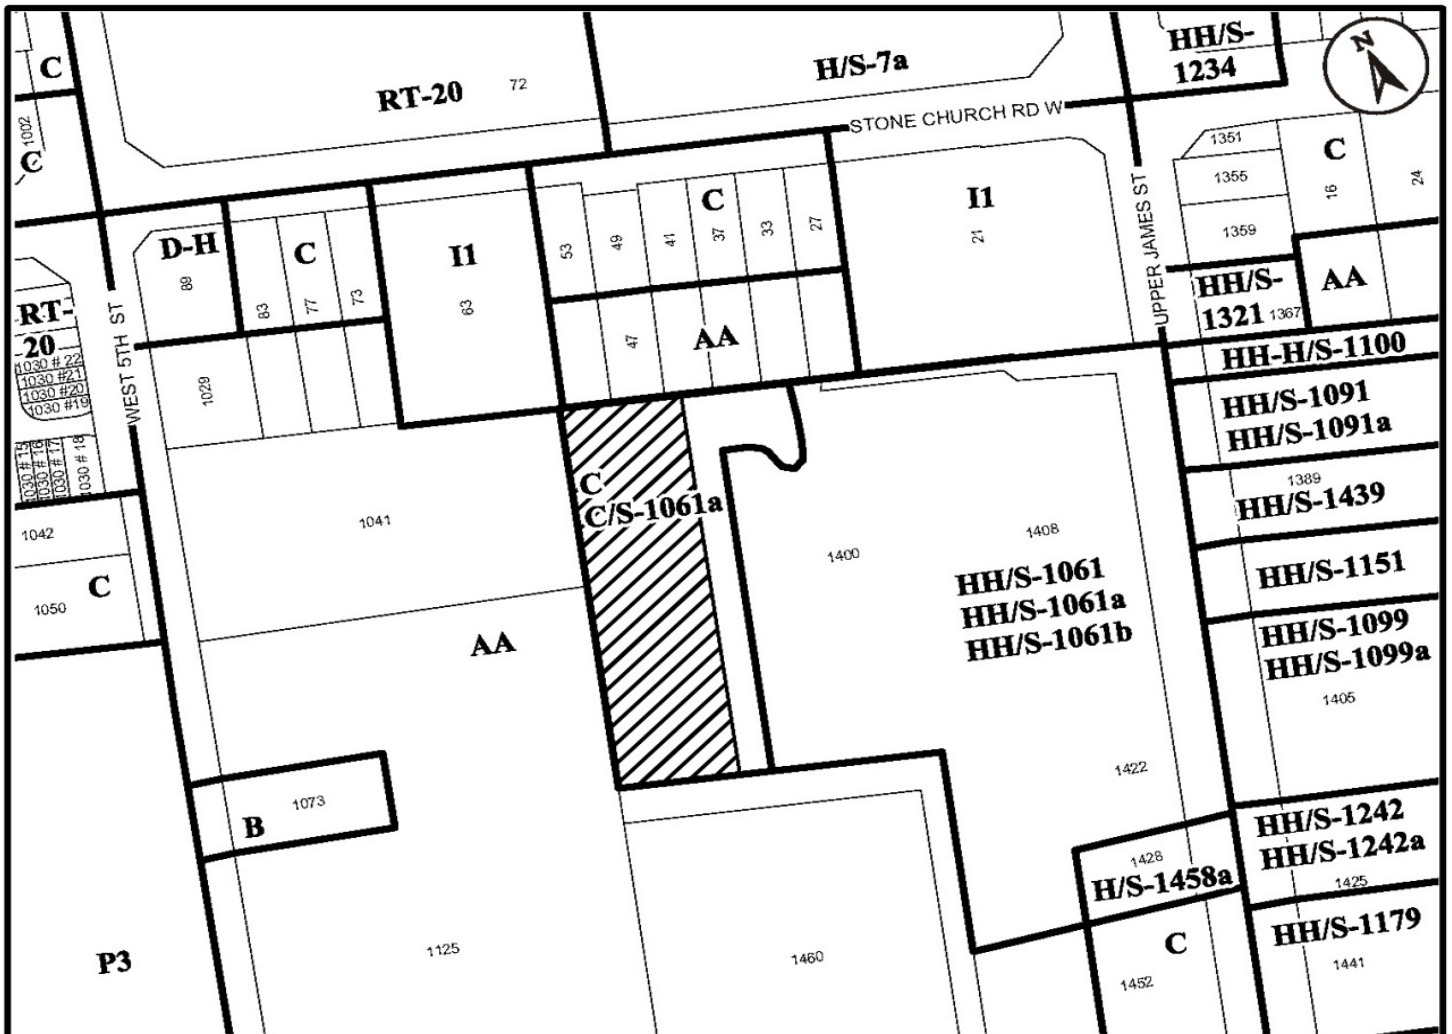 HH/S-
1234
N
C
H/S-7a
RT-20
72
STONE CHURCH RD W
1002
C
1351
C
1355
16
24
1359
I1
21
C
53
49
41
37
33
27
D-H
89
C
83
77
73
I1
63
UPPER JAMES ST
HH/S-
1321
1367
AA
RT-
20
1030 # 22
1030 #21
1030 #20
1030 #19
WEST 5TH ST
47
AA
HH-H/S-1100
1029
HH/S-1091
HH/S-1091a
1030 # 15
1030 # 16
1030 # 17
1030 # 18
C
C/S-1061a
1389
HH/S-1439
1041
1042
1400
1408
HH/S-1151
C
1050
HH/S-1061
HH/S-1061a
HH/S-1061b
AA
HH/S-1099
HH/S-1099a
1405
1422
1073
B
HH/S-1242
HH/S-1242a
1425
1428
H/S-1458a
HH/S-1179
C
1441
P3
1125
1460
1452